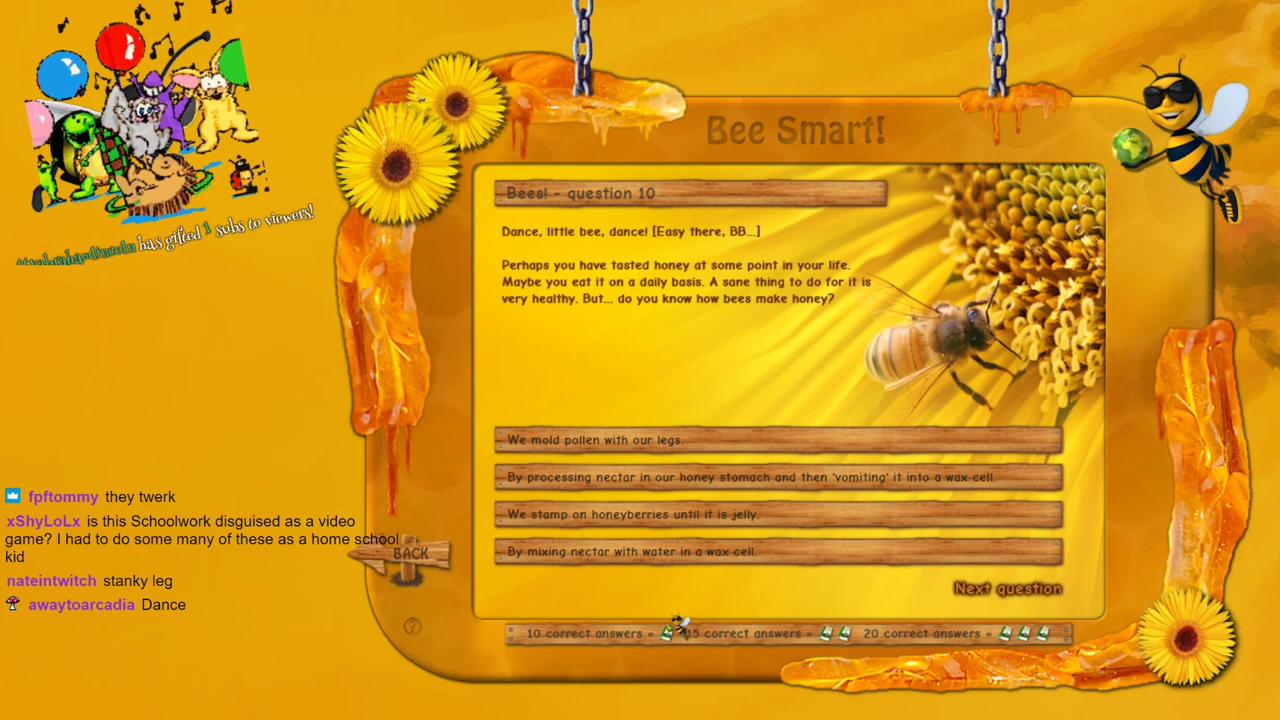 has gifted 1 subs to viewers!
Bee Smart!
Bees! - question 10
Dance, little bee, dance! [Easy there, BB...]
Perhaps you have tasted honey at some point in your life.
Maybe you eat it on a daily basis. A sane thing to do for it is
very healthy. But... do you know how bees make honey?
We mold pollen with our legs.
By processing nectar in our honey stomach and then 'vomiting' it into a wax cell.
We stamp on honeyberries until it is jelly.
By mixing nectar with water in a wax cell.
Next question
10 correct answers = 15 correct answers = 20 correct answers =
BACK
?
fpftommy they twerk
xShyLoLx is this Schoolwork disguised as a video
game? I had to do some many of these as a home school
kid
nateintwitch stanky leg
awaytoarcadia Dance